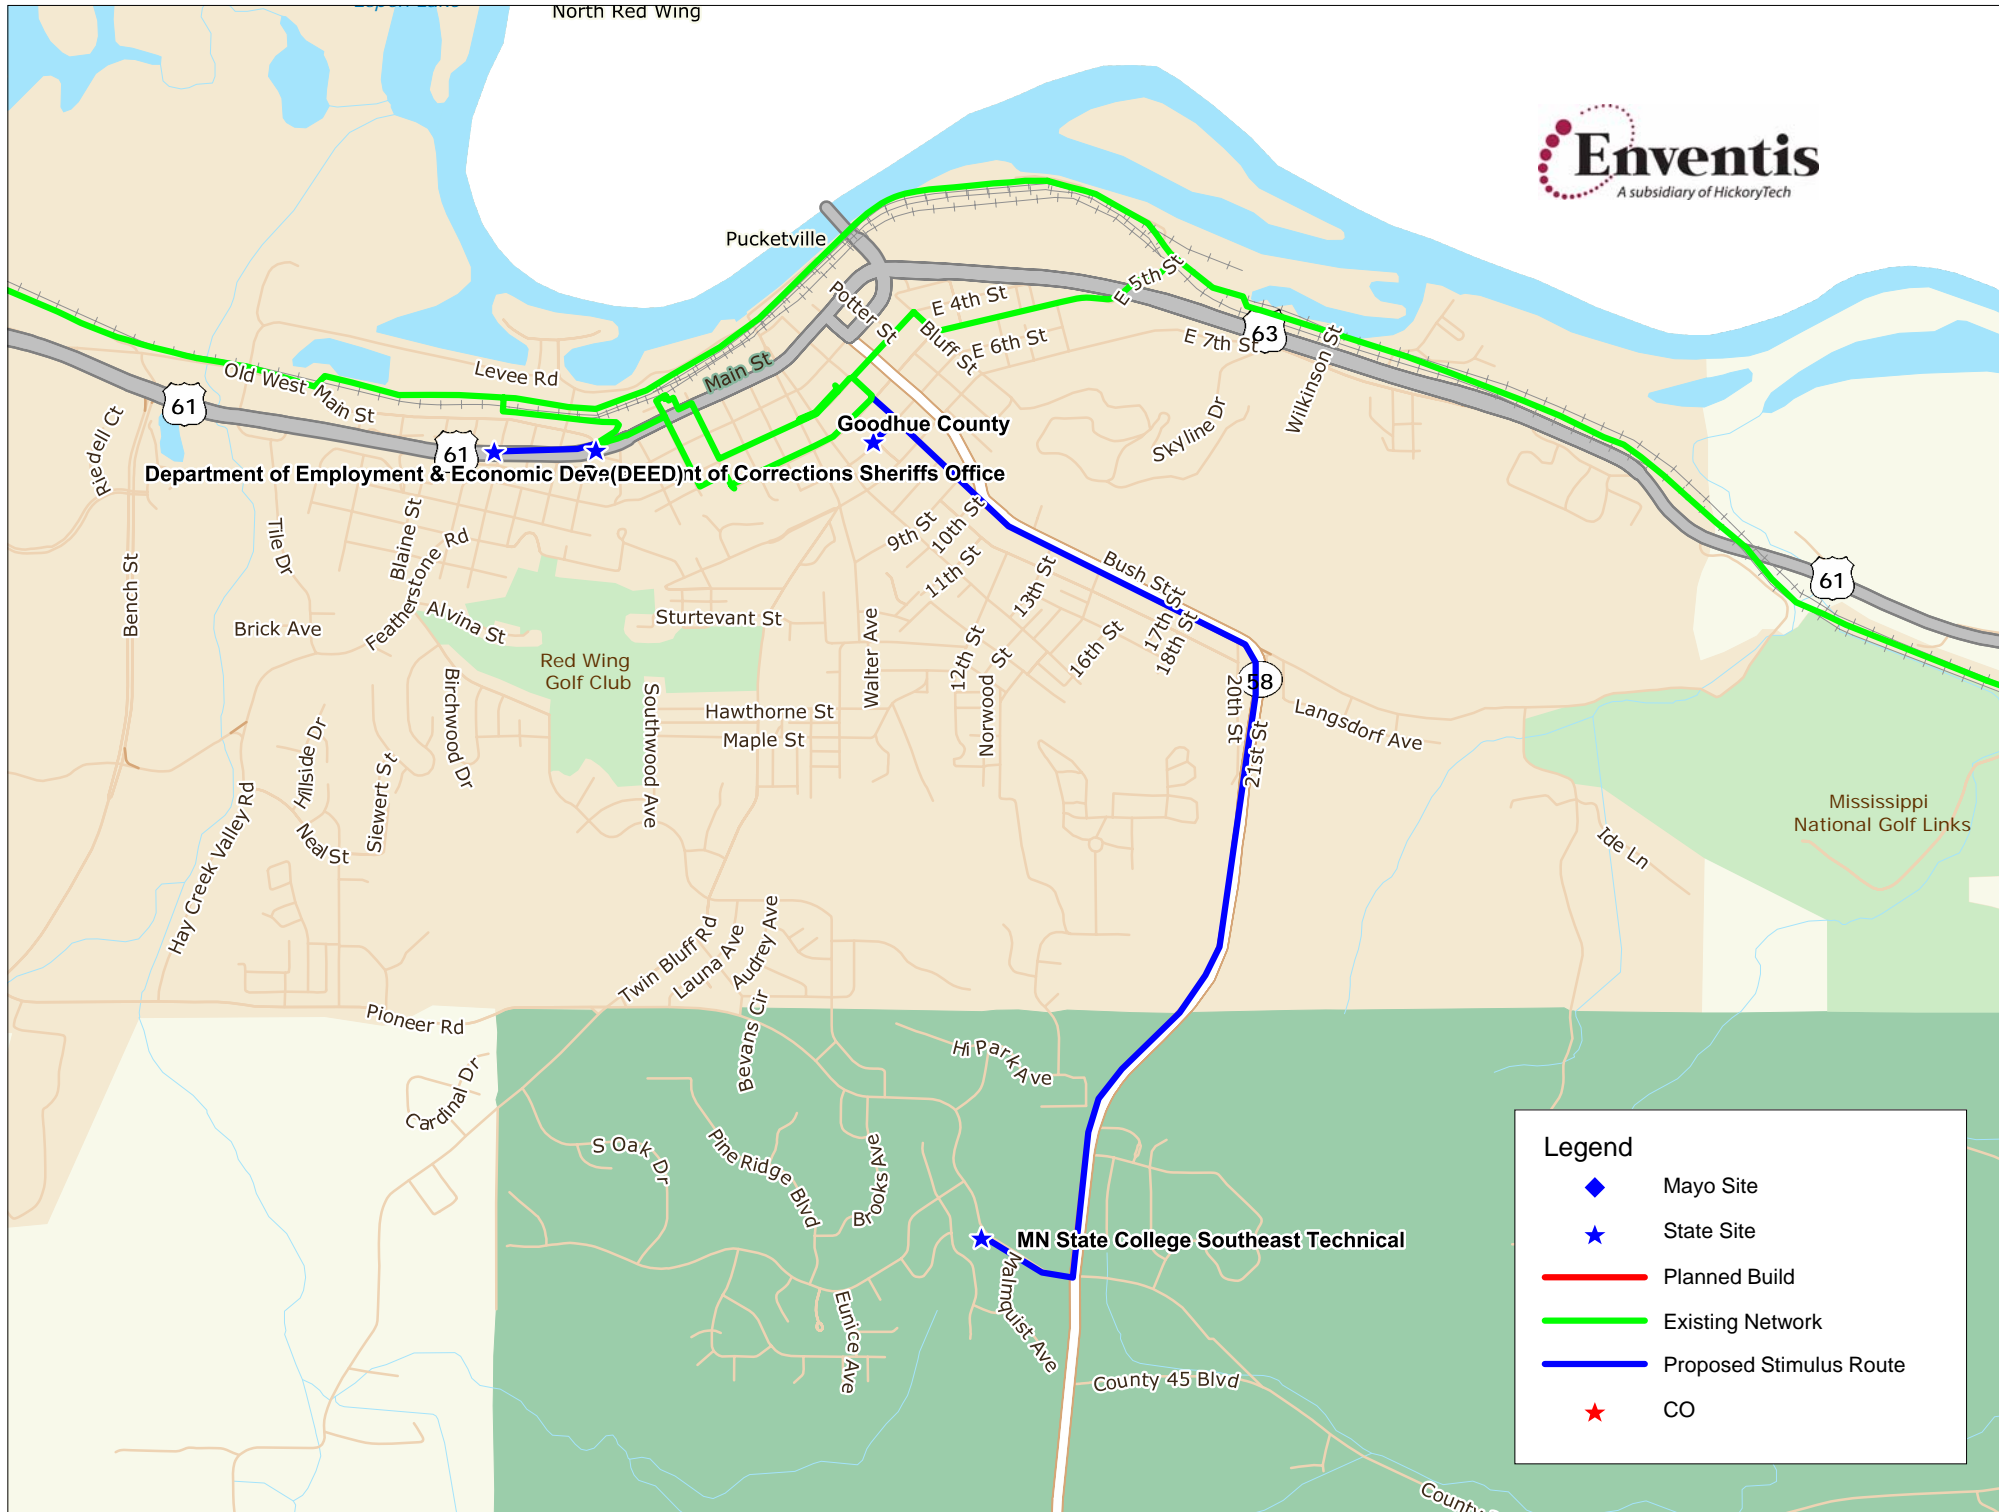 North Red Wing
Enventis
A subsidiary of HickoryTech
Pucketville
E 5th St
E 4th St
Potter St
Bluff St
E 6th St
E 7th St
63
Wilkinson St
Levee Rd
Main St
Old West Main St
61
61
Riedell Ct
Skyline Dr
Goodhue County
Department of Employment & Economic Deve(DEED)nt of Corrections Sheriffs Office
Blaine St
Tile Dr
Featherstone Rd
9th St
10th St
11th St
13th St
Bush St
17th St
18th St
61
Bench St
Brick Ave
Alvina St
Sturtevant St
Walter Ave
12th St
Norwood St
16th St
Red Wing
Golf Club
58
20th St
21st St
Langsdorf Ave
Birchwood Dr
Southwood Ave
Hawthorne St
Maple St
Hillside Dr
Siewert St
Neal St
Hay Creek Valley Rd
Mississippi
National Golf Links
Ide Ln
Twin Bluff Rd
Launa Ave
Audrey Ave
Pioneer Rd
Bevans Cir
Hi Park Ave
Cardinal Dr
S Oak Dr
Pine Ridge Blvd
Brooks Ave
MN State College Southeast Technical
Malmquist Ave
Eunice Ave
County 45 Blvd
County
Legend
Mayo Site
State Site
Planned Build
Existing Network
Proposed Stimulus Route
CO